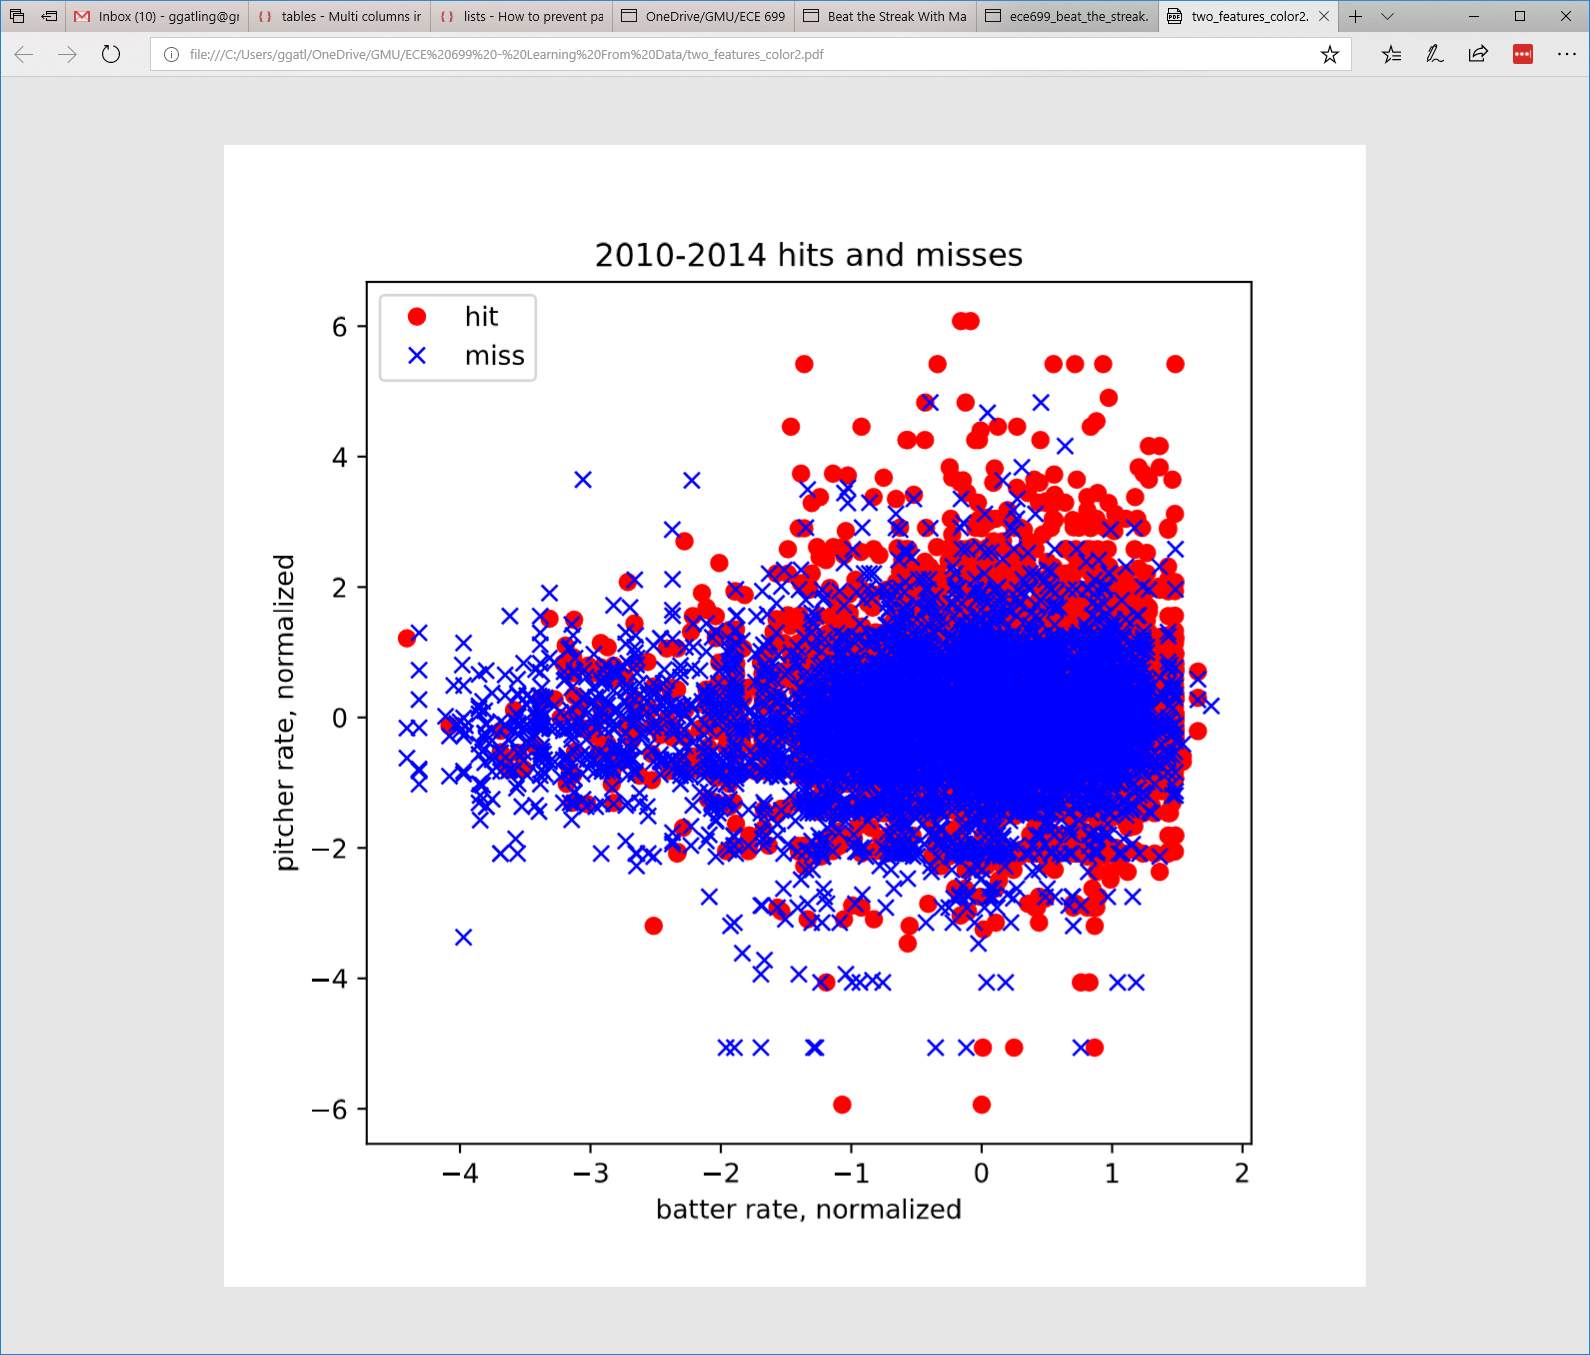 Inbox (10) - ggatling@gr
tables - Multi columns ir
lists - How to prevent pa
OneDrive/GMU/ECE 699
Beat the Streak With Ma
ece699_beat_the_streak.
two_features_color2.
file:///C:/Users/ggatl/OneDrive/GMU/ECE%20699%20-%20Learning%20From%20Data/two_features_color2.pdf
2010-2014 hits and misses
hit
miss
6
4
2
0
−2
−4
−6
pitcher rate, normalized
−4 −3 −2 −1 0 1 2
batter rate, normalized